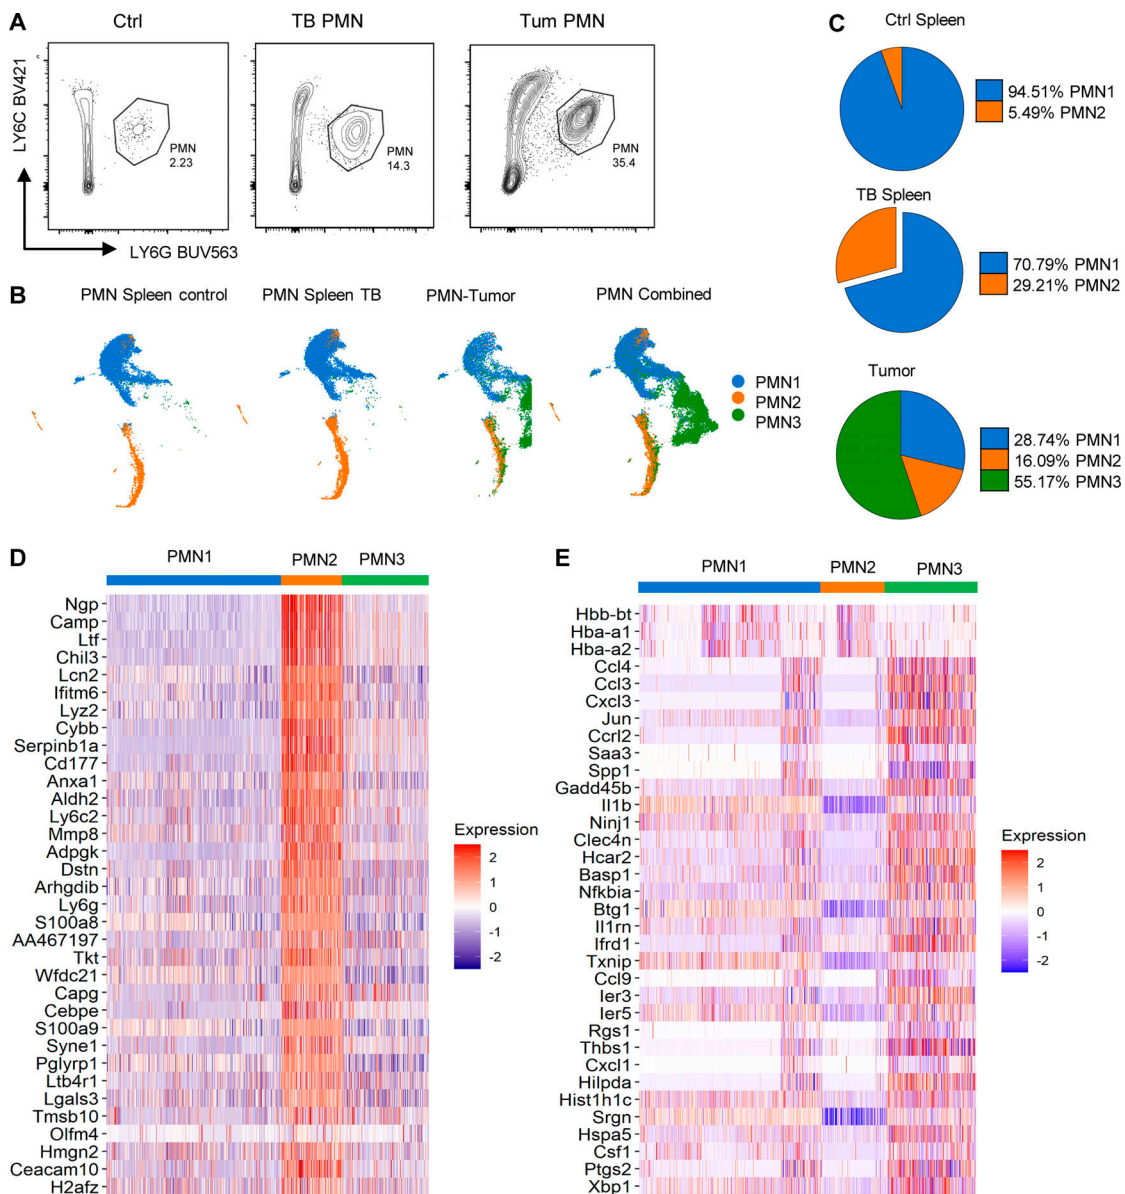 A
Ctrl
TB PMN
Tum PMN
LY6C BV421
PMN
2.23
PMN
14.3
PMN
35.4
LY6G BUV563
B
PMN Spleen control
PMN Spleen TB
PMN-Tumor
PMN Combined
PMN1
PMN2
PMN3
C
Ctrl Spleen
94.51% PMN1
5.49% PMN2
TB Spleen
70.79% PMN1
29.21% PMN2
Tumor
28.74% PMN1
16.09% PMN2
55.17% PMN3
D
PMN1
PMN2
PMN3
Ngp
Camp
Ltf
Chil3
Lcn2
Ifitm6
Lyz2
Cybb
Serpinb1a
Cd177
Anxa1
Aldh2
Ly6c2
Mmp8
Adpgk
Dstn
Arhgdib
Ly6g
S100a8
AA467197
Tkt
Wfdc21
Capg
Cebpe
S100a9
Syne1
Pglyrp1
Ltb4r1
Lgals3
Tmsb10
Olfm4
Hmgn2
Ceacam10
H2afz
Expression
2
1
0
-1
-2
E
PMN1
PMN2
PMN3
Hbb-bt
Hba-a1
Hba-a2
Ccl4
Ccl3
Cxcl3
Jun
Ccrl2
Saa3
Spp1
Gadd45b
Il1b
Ninj1
Clec4n
Hcar2
Basp1
Nfkbia
Btg1
Il1rn
Ifrd1
Txnip
Ccl9
Ier3
Ier5
Rgs1
Thbs1
Cxcl1
Hilpda
Hist1h1c
Srgn
Hspa5
Csf1
Ptgs2
Xbp1
Expression
2
1
0
-1
-2